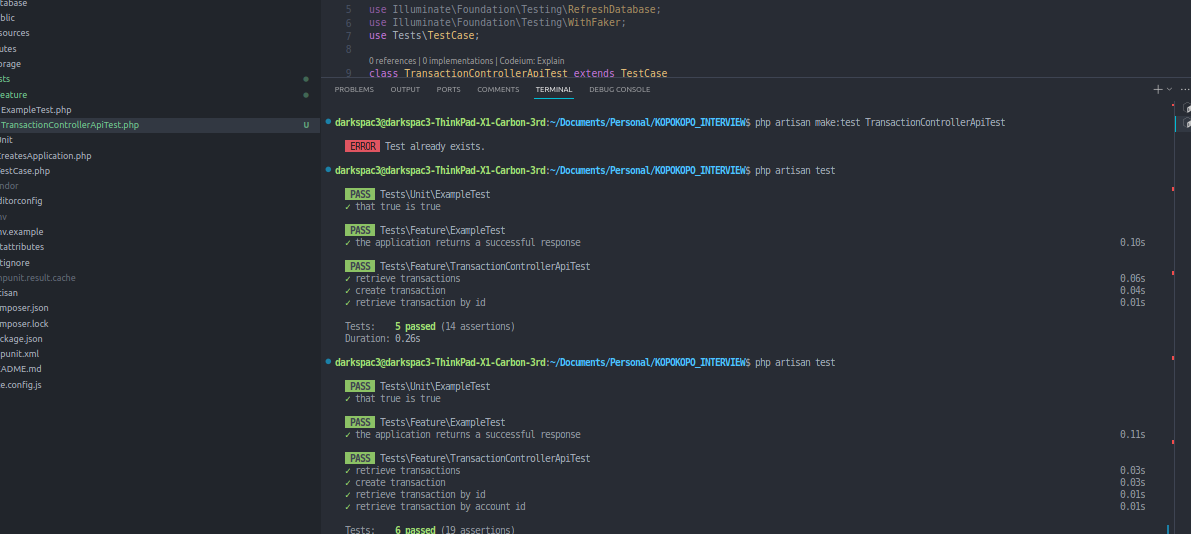 tabase
blic
sources
utes
orage
sts
eature
ExampleTest.php
TransactionControllerApiTest.php U
Unit
CreatesApplication.php
estCase.php
ndor
ditorconfig
nv
nv.example
tattributes
tignore
npunit.result.cache
tisan
mposer.json
mposer.lock
ckage.json
punit.xml
ADME.md
e.config.js
5 use Illuminate\Foundation\Testing\RefreshDatabase;
6 use Illuminate\Foundation\Testing\WithFaker;
7 use Tests\TestCase;
8
0 references | 0 implementations | Codeium: Explain
9 class TransactionControllerApiTest extends TestCase
PROBLEMS OUTPUT PORTS COMMENTS TERMINAL DEBUG CONSOLE
darkspac3@darkspac3-ThinkPad-X1-Carbon-3rd:~/Documents/Personal/KOPOKOPO_INTERVIEW$ php artisan make:test TransactionControllerApiTest
ERROR Test already exists.
darkspac3@darkspac3-ThinkPad-X1-Carbon-3rd:~/Documents/Personal/KOPOKOPO_INTERVIEW$ php artisan test
PASS Tests\Unit\ExampleTest
✓ that true is true
PASS Tests\Feature\ExampleTest
✓ the application returns a successful response 0.10s
PASS Tests\Feature\TransactionControllerApiTest
✓ retrieve transactions 0.06s
✓ create transaction 0.04s
✓ retrieve transaction by id 0.01s
Tests: 5 passed (14 assertions)
Duration: 0.26s
darkspac3@darkspac3-ThinkPad-X1-Carbon-3rd:~/Documents/Personal/KOPOKOPO_INTERVIEW$ php artisan test
PASS Tests\Unit\ExampleTest
✓ that true is true
PASS Tests\Feature\ExampleTest
✓ the application returns a successful response 0.11s
PASS Tests\Feature\TransactionControllerApiTest
✓ retrieve transactions 0.03s
✓ create transaction 0.03s
✓ retrieve transaction by id 0.01s
✓ retrieve transaction by account id 0.01s
Tests: 6 passed (19 assertions)